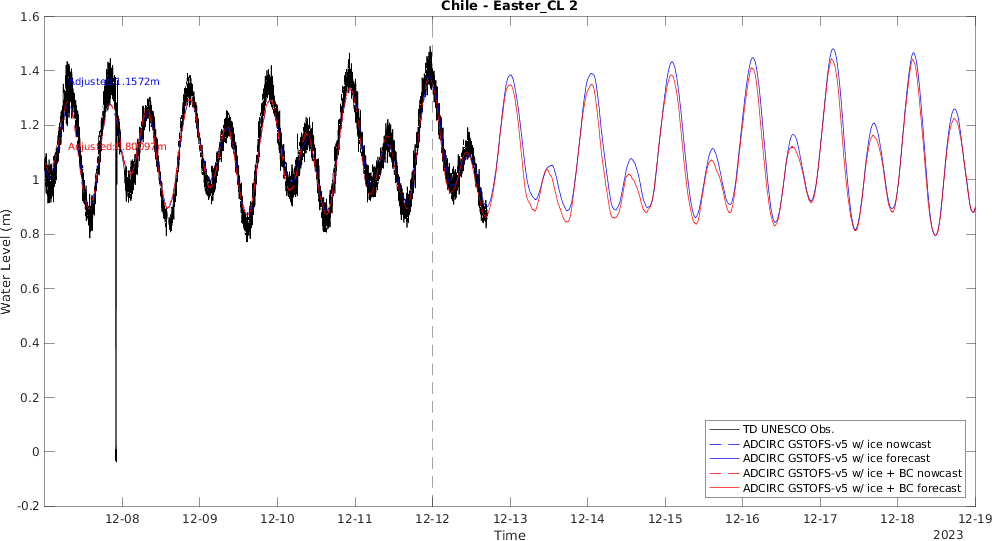 Chile - Easter_CL 2
Water Level (m)
1.6
1.4
1.2
1
0.8
0.6
0.4
0.2
0
-0.2
Adjusted:1.1572m
TD UNESCO Obs.
ADCIRC GSTOFS-v5 w/ ice nowcast
ADCIRC GSTOFS-v5 w/ ice forecast
ADCIRC GSTOFS-v5 w/ ice + BC nowcast
ADCIRC GSTOFS-v5 w/ ice + BC forecast
12-08 12-09 12-10 12-11 12-12 12-13 12-14 12-15 12-16 12-17 12-18 12-19
Time
2023